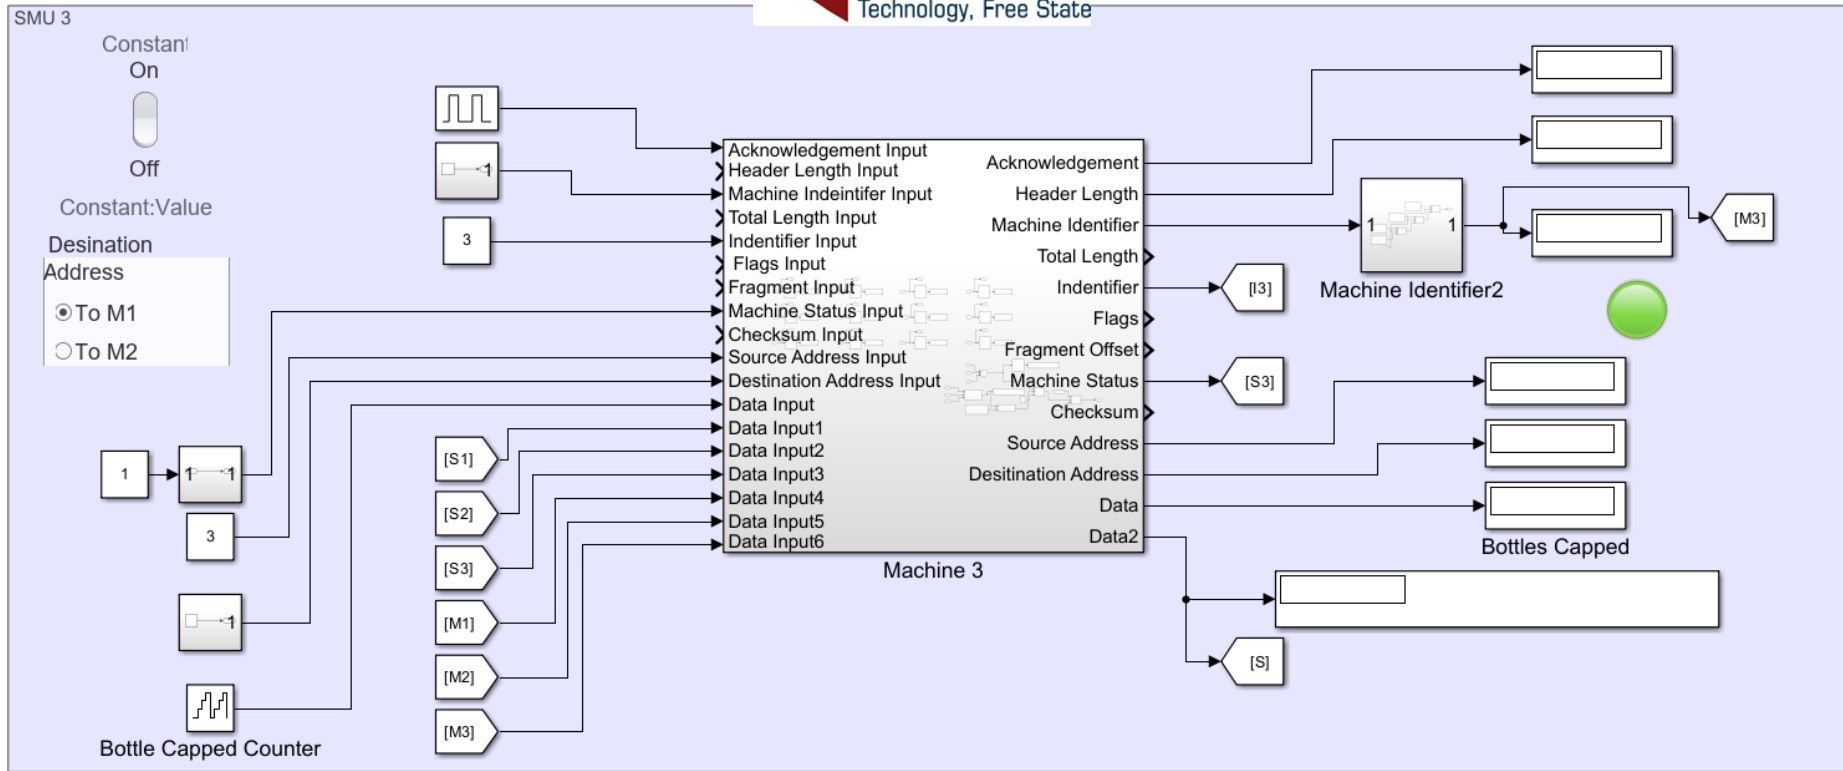 Technology, Free State
SMU 3
Constant
On
Off
Constant:Value
Desination
Address
To M1
To M2
1
3
Acknowledgement Input
Header Length Input
Machine Indeintifer Input
Total Length Input
Indentifier Input
Flags Input
Fragment Input
Machine Status Input
Checksum Input
Source Address Input
Destination Address Input
Data Input
Data Input1
Data Input2
Data Input3
Data Input4
Data Input5
Data Input6
Acknowledgement
Header Length
Machine Identifier
Total Length
Indentifier
Flags
Fragment Offset
Machine Status
Checksum
Source Address
Desitination Address
Data
Data2
Machine 3
1 1
Machine Identifier2
[M3]
[I3]
[S3]
Bottles Capped
[S]
1
1 1
3
1
Bottle Capped Counter
[S1]
[S2]
[S3]
[M1]
[M2]
[M3]